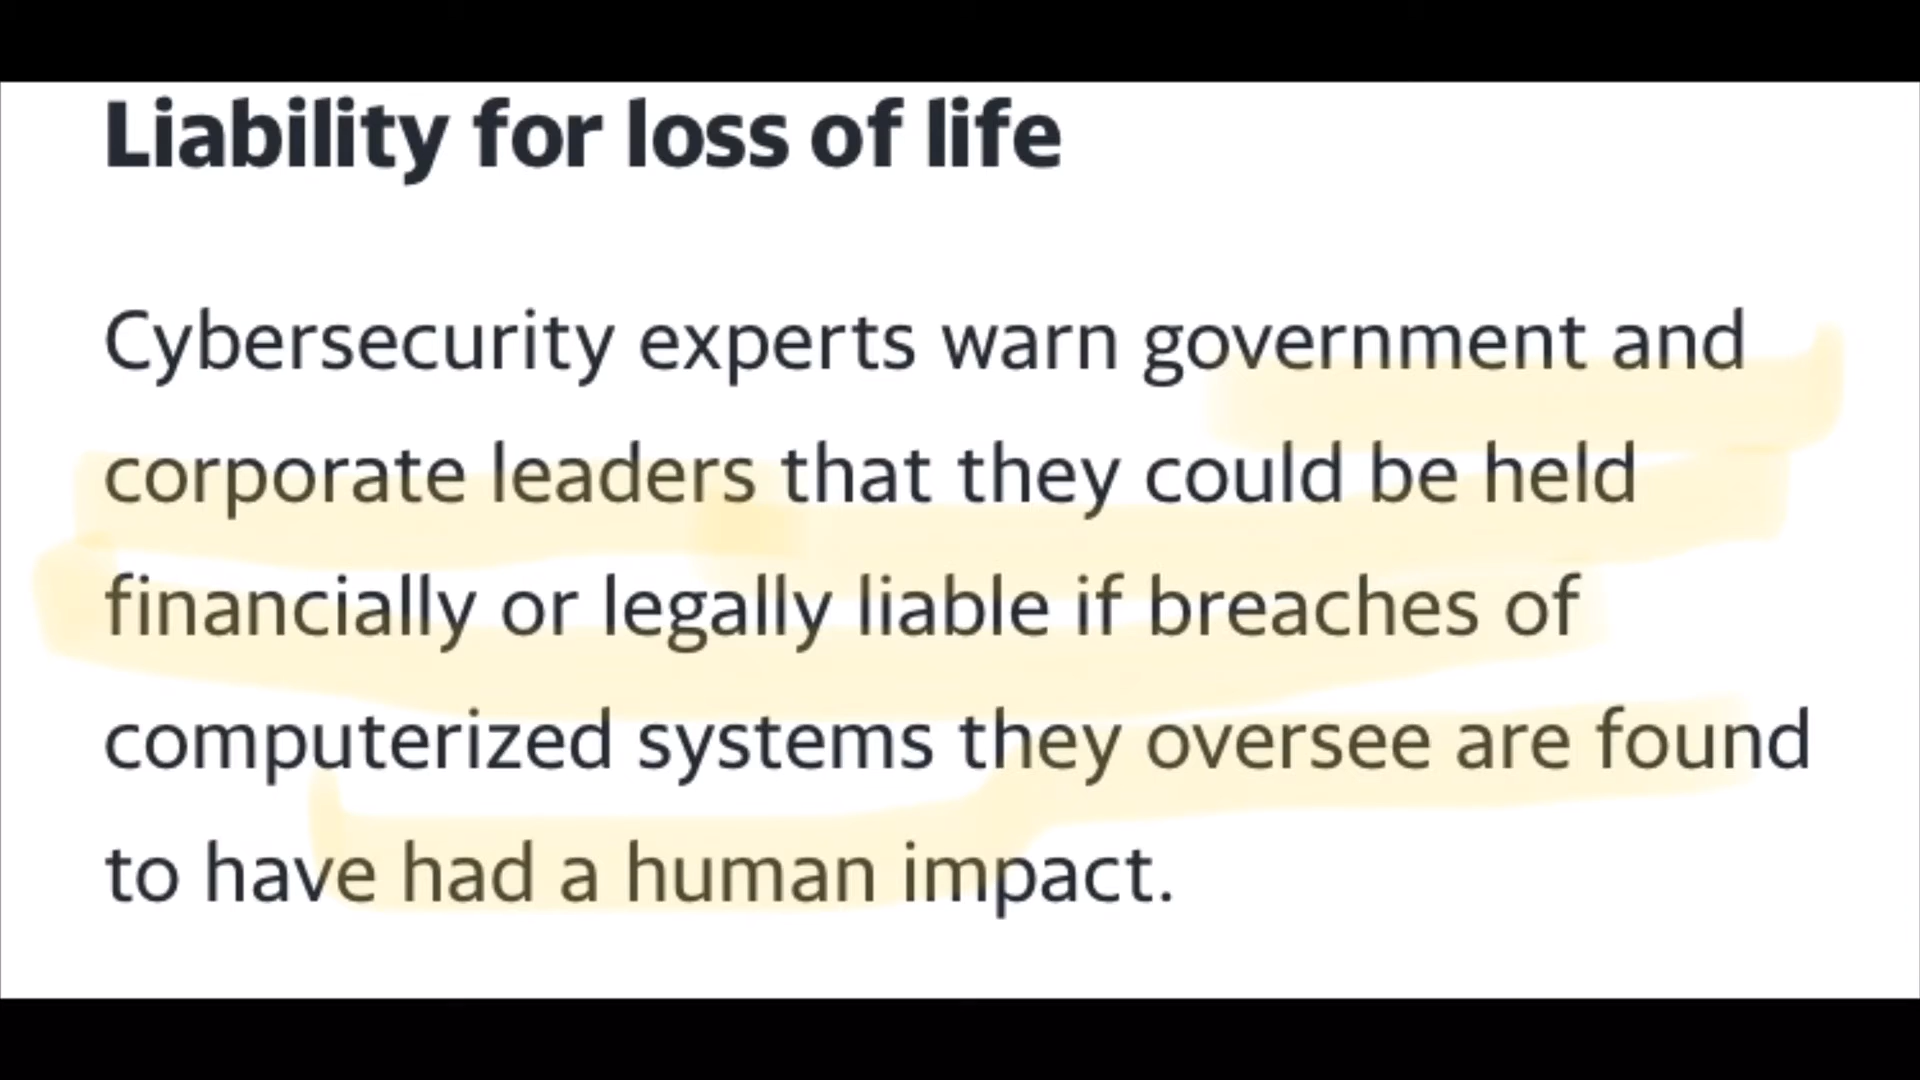 Liability for loss of life
Cybersecurity experts warn government and
corporate leaders that they could be held
financially or legally liable if breaches of
computerized systems they oversee are found
to have had a human impact.